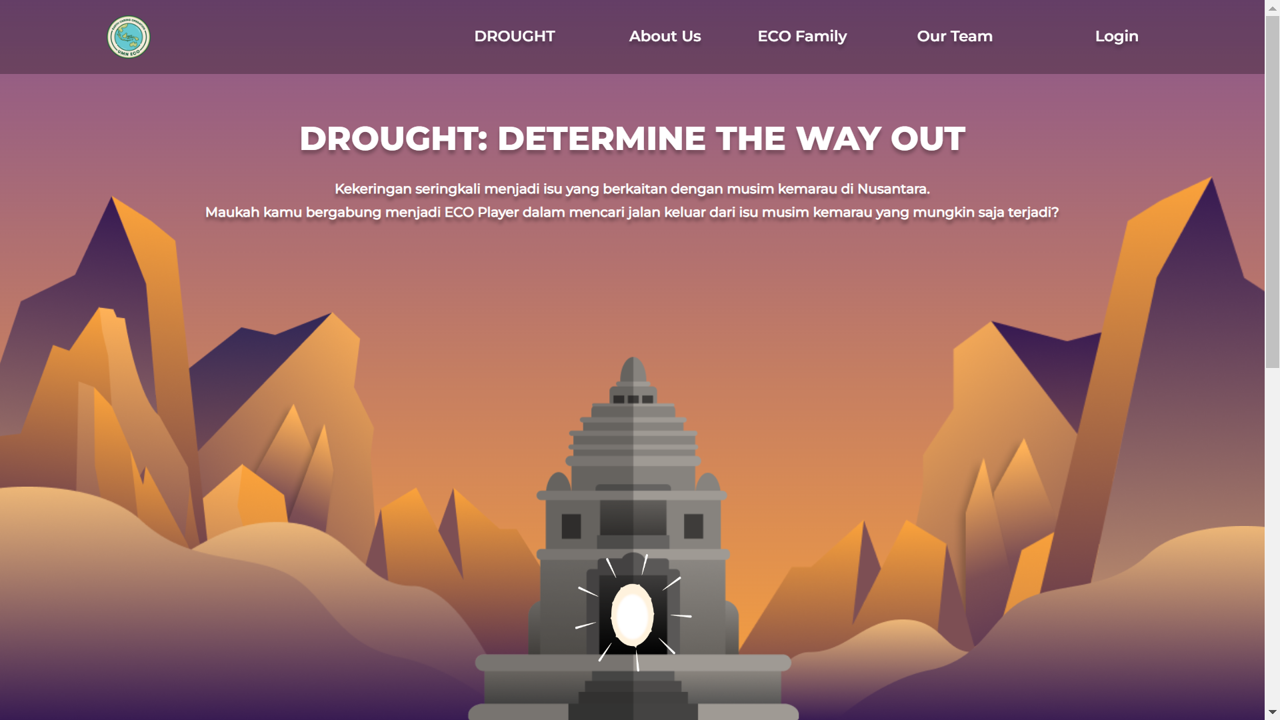 DROUGHT
About Us
ECO Family
Our Team
Login
DROUGHT: DETERMINE THE WAY OUT
Kekeringan seringkali menjadi isu yang berkaitan dengan musim kemarau di Nusantara.
Maukah kamu bergabung menjadi ECO Player dalam mencari jalan keluar dari isu musim kemarau yang mungkin saja terjadi?